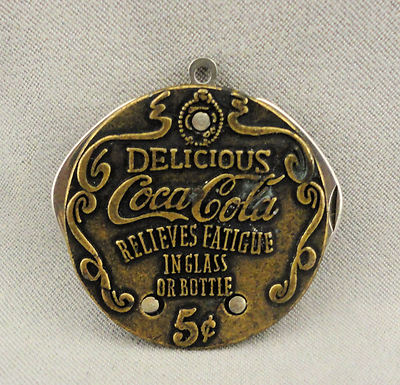 DELICIOUS
Coca-Cola
RELIEVES FATIGUE
IN GLASS
OR BOTTLE
5¢